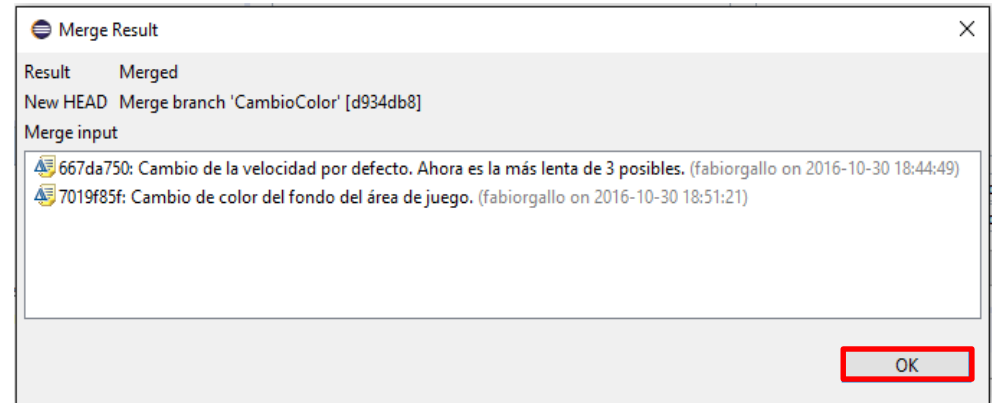 Merge Result
Result Merged
New HEAD Merge branch 'CambioColor' [d934db8]
Merge input
667da750: Cambio de la velocidad por defecto. Ahora es la más lenta de 3 posibles. (fabiorgallo on 2016-10-30 18:44:49)
7019f85f: Cambio de color del fondo del área de juego. (fabiorgallo on 2016-10-30 18:51:21)
OK